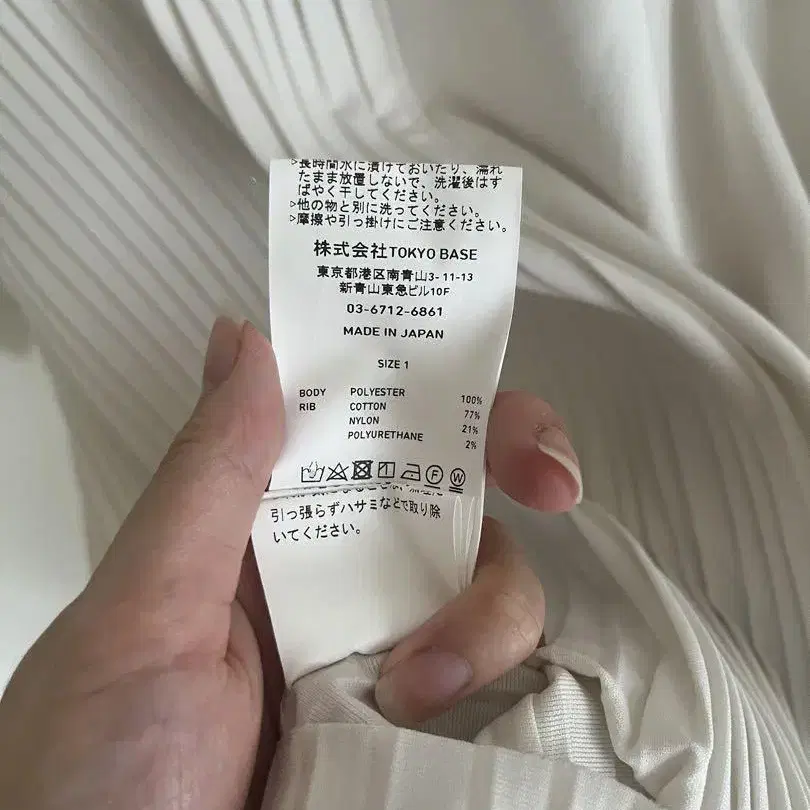 ▷長時間水に漬けておいたり、濡れ
たまま放置しないで、洗濯後はす
ばやく干してください。
▷他の物と別に洗ってください。
▷摩擦や引っ掛けにご注意ください。
株式会社TOKYO BASE
東京都港区南青山3-11-13
新青山東急ビル10F
03-6712-6861
MADE IN JAPAN
SIZE 1
BODY POLYESTER 100%
RIB COTTON 77%
NYLON 21%
POLYURETHANE 2%
F W
引っ張らずハサミなどで取り除
いてください。